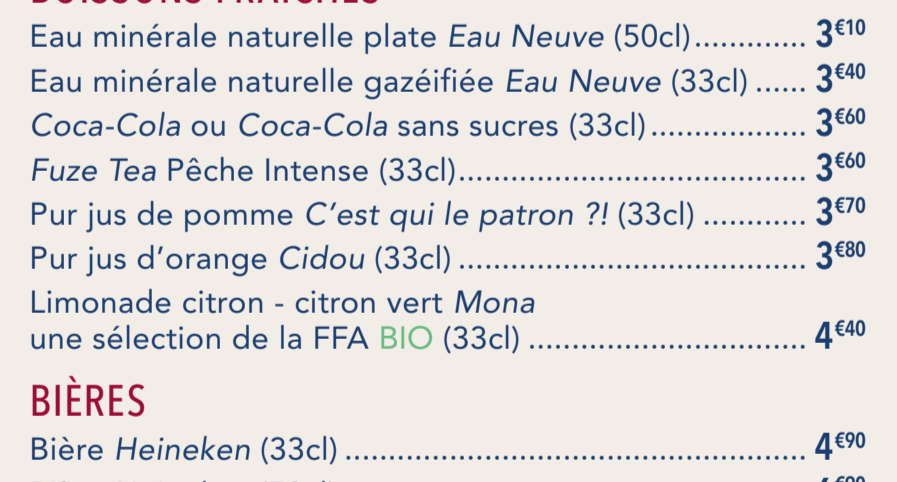 BOISSONS FRAÎCHES
Eau minérale naturelle plate Eau Neuve (50cl)............. 3€10
Eau minérale naturelle gazéifiée Eau Neuve (33cl) ...... 3€40
Coca-Cola ou Coca-Cola sans sucres (33cl).................. 3€60
Fuze Tea Pêche Intense (33cl)........................................ 3€60
Pur jus de pomme C’est qui le patron ?! (33cl) ............ 3€70
Pur jus d’orange Cidou (33cl) ........................................ 3€80
Limonade citron - citron vert Mona
une sélection de la FFA BIO (33cl) ................................ 4€40
BIÈRES
Bière Heineken (33cl) ..................................................... 4€90